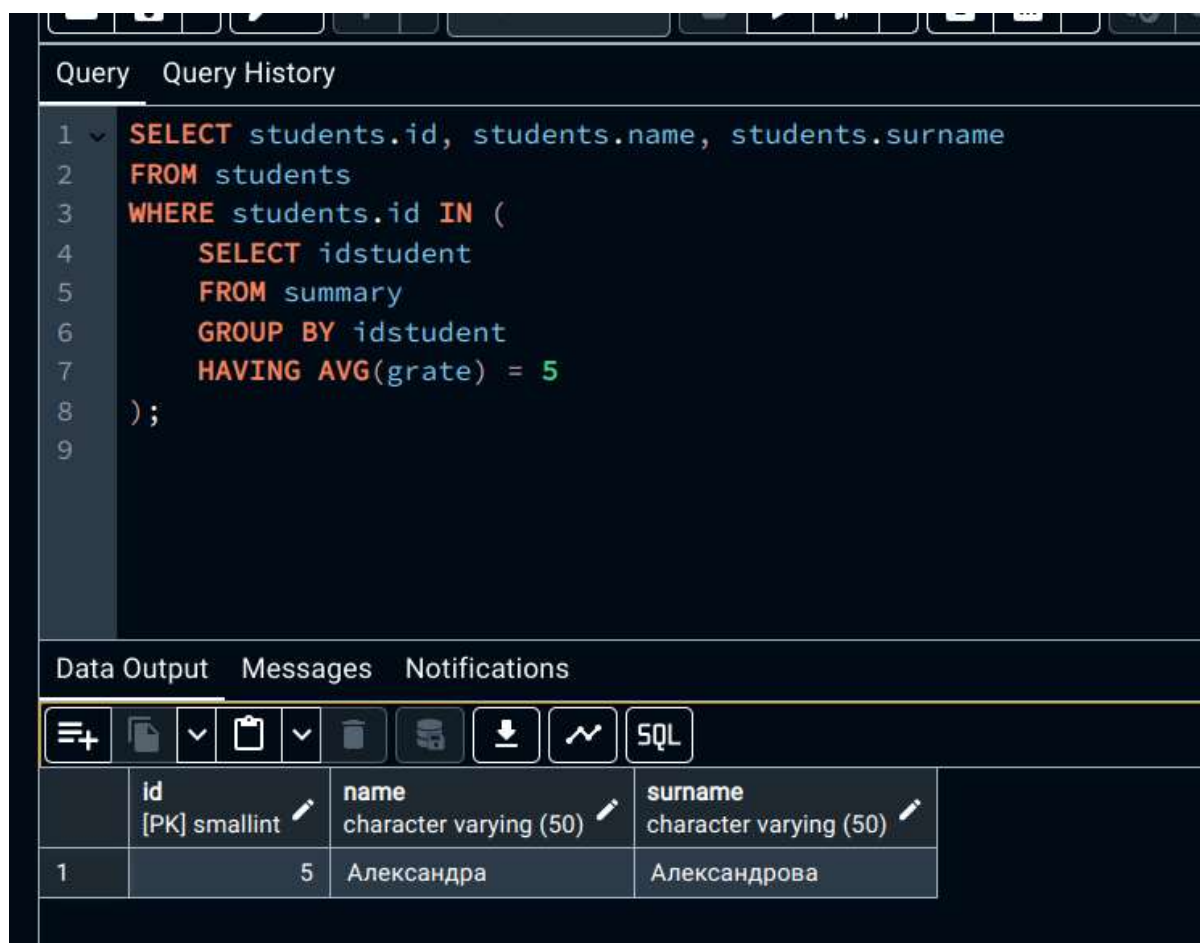 Query Query History
1 SELECT students.id, students.name, students.surname
2 FROM students
3 WHERE students.id IN (
4 SELECT idstudent
5 FROM summary
6 GROUP BY idstudent
7 HAVING AVG(grate) = 5
8 );
9
Data Output Messages Notifications
SQL
id name surname
[PK] smallint character varying (50) character varying (50)
1 5 Александра Александрова